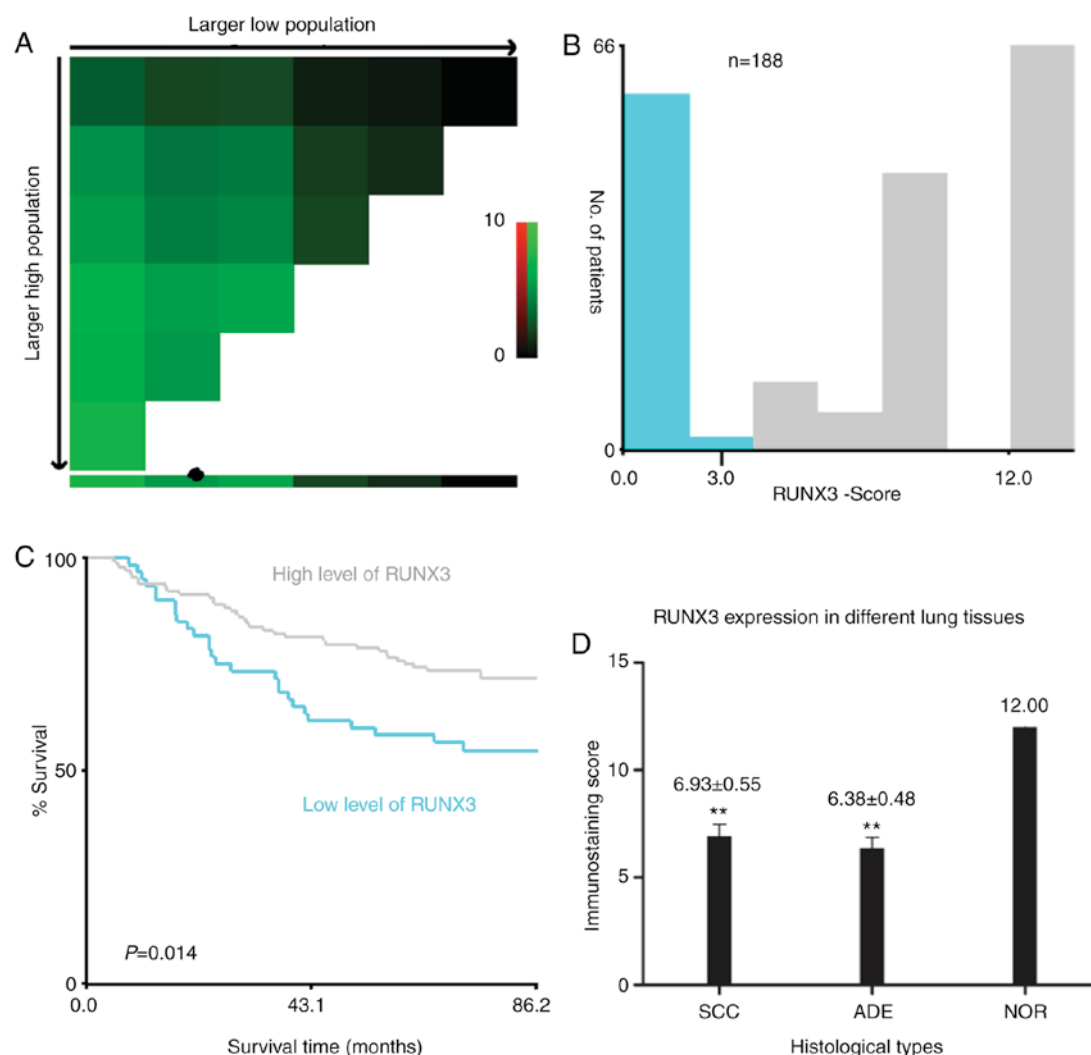 A
Larger low population
Larger high population
10
0
B
66
n=188
No. of patients
0
0.0
3.0
12.0
RUNX3 -Score
C
100
High level of RUNX3
% Survival
50
Low level of RUNX3
P=0.014
0
0.0
43.1
86.2
Survival time (months)
RUNX3 expression in different lung tissues
D
15
12.00
Immunostaining score
10
6.93±0.55
**
6.38±0.48
**
5
0
SCC
ADE
NOR
Histological types